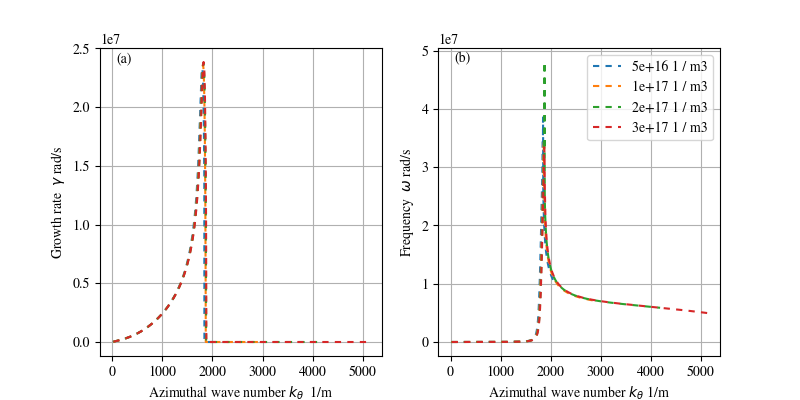 1e7
(a)
2.5
2.0
1.5
1.0
0.5
0.0
Growth rate γ rad/s
0 1000 2000 3000 4000 5000
Azimuthal wave number kθ 1/m
1e7
(b)
5
4
3
2
1
0
Frequency ω rad/s
5e+16 1 / m3
1e+17 1 / m3
2e+17 1 / m3
3e+17 1 / m3
0 1000 2000 3000 4000 5000
Azimuthal wave number kθ 1/m